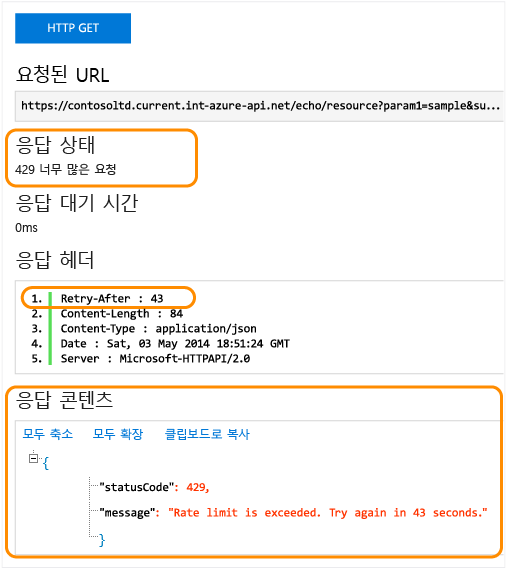 HTTP GET
요청된 URL
https://contosoltd.current.int-azure-api.net/echo/resource?param1=sample&su...
응답 상태
429 너무 많은 요청
응답 대기 시간
0ms
응답 헤더
1. Retry-After : 43
2. Content-Length : 84
3. Content-Type : application/json
4. Date : Sat, 03 May 2014 18:51:24 GMT
5. Server : Microsoft-HTTPAPI/2.0
응답 콘텐츠
모두 축소 모두 확장 클립보드로 복사
{
"statusCode": 429,
"message": "Rate limit is exceeded. Try again in 43 seconds."
}